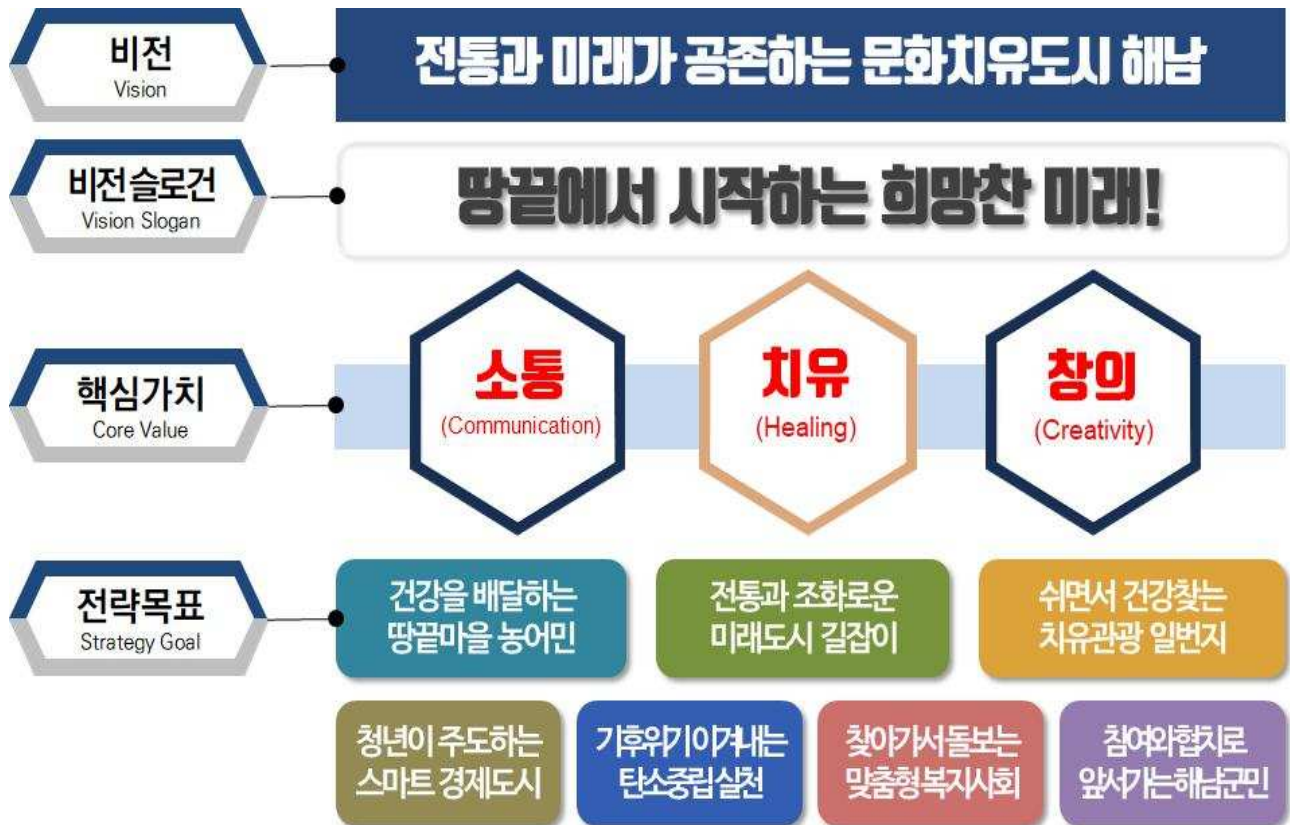 비전
Vision
전통과 미래가 공존하는 문화치유도시 해남
비전슬로건
Vision Slogan
땅끝에서 시작하는 희망찬 미래!
핵심가치
Core Value
소통
(Communication)
치유
(Healing)
창의
(Creativity)
전략목표
Strategy Goal
건강을 배달하는
땅끝마을 농어민
전통과 조화로운
미래도시 길잡이
쉬면서 건강찾는
치유관광 일번지
청년이 주도하는
스마트 경제도시
기후위기 이겨내는
탄소중립 실천
찾아가서 돌보는
맞춤형 복지사회
참여와 협치로
앞서가는 해남군민